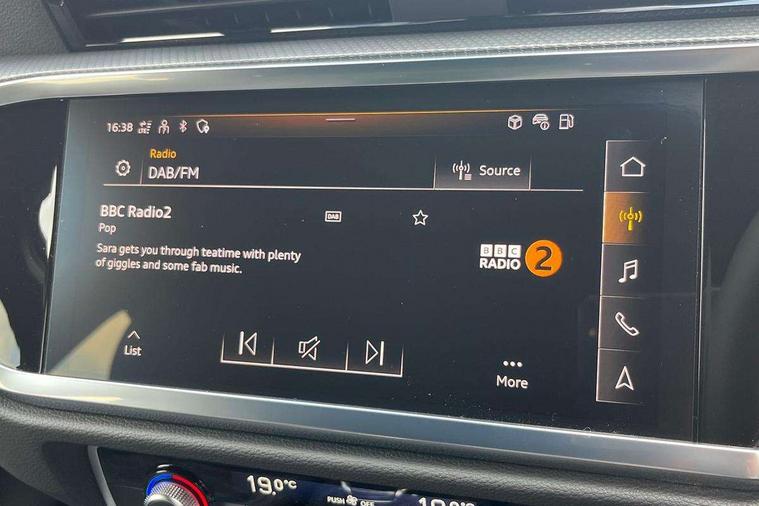 16:38
Radio
DAB/FM
Source
BBC Radio2
DAB
Pop
Sara gets you through teatime with plenty
of giggles and some fab music.
BBC
RADIO 2
List
More
19.0°C
PUSH OFF